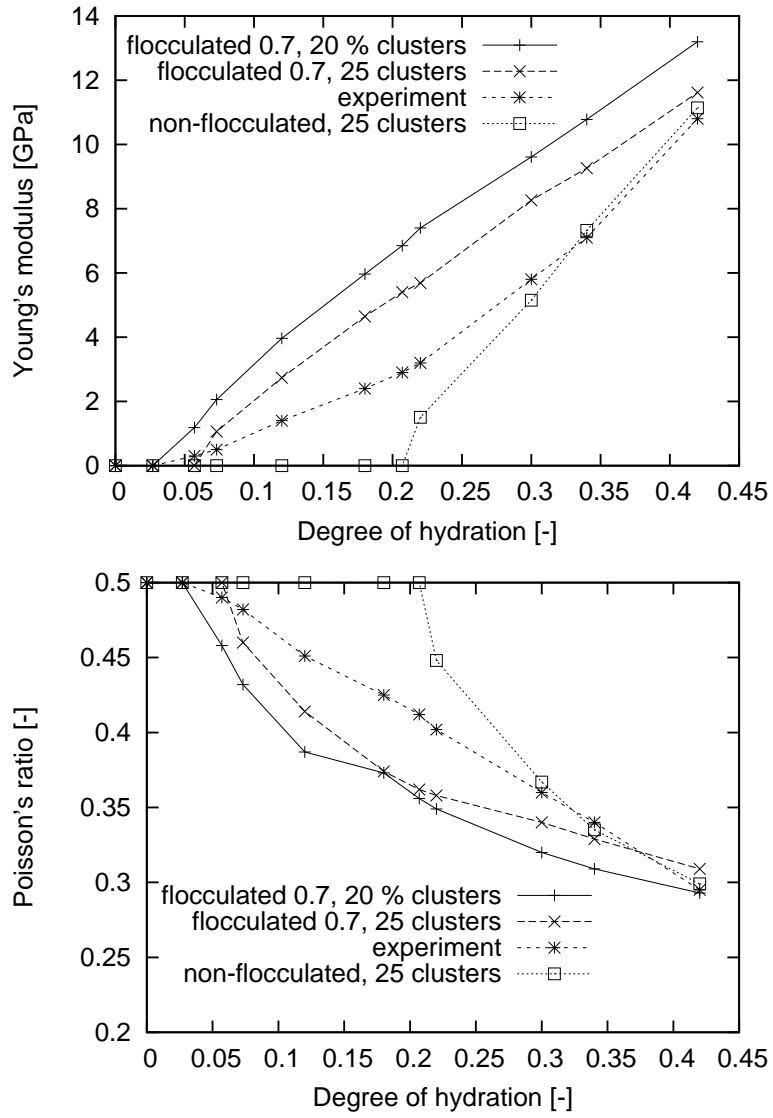 flocculated 0.7, 20 % clusters
flocculated 0.7, 25 clusters
experiment
non-flocculated, 25 clusters
14
12
10
8
6
4
2
0
Young's modulus [GPa]
0 0.05 0.1 0.15 0.2 0.25 0.3 0.35 0.4 0.45
Degree of hydration [-]
0.5
0.45
0.4
0.35
0.3
0.25
0.2
Poisson's ratio [-]
flocculated 0.7, 20 % clusters
flocculated 0.7, 25 clusters
experiment
non-flocculated, 25 clusters
0 0.05 0.1 0.15 0.2 0.25 0.3 0.35 0.4 0.45
Degree of hydration [-]